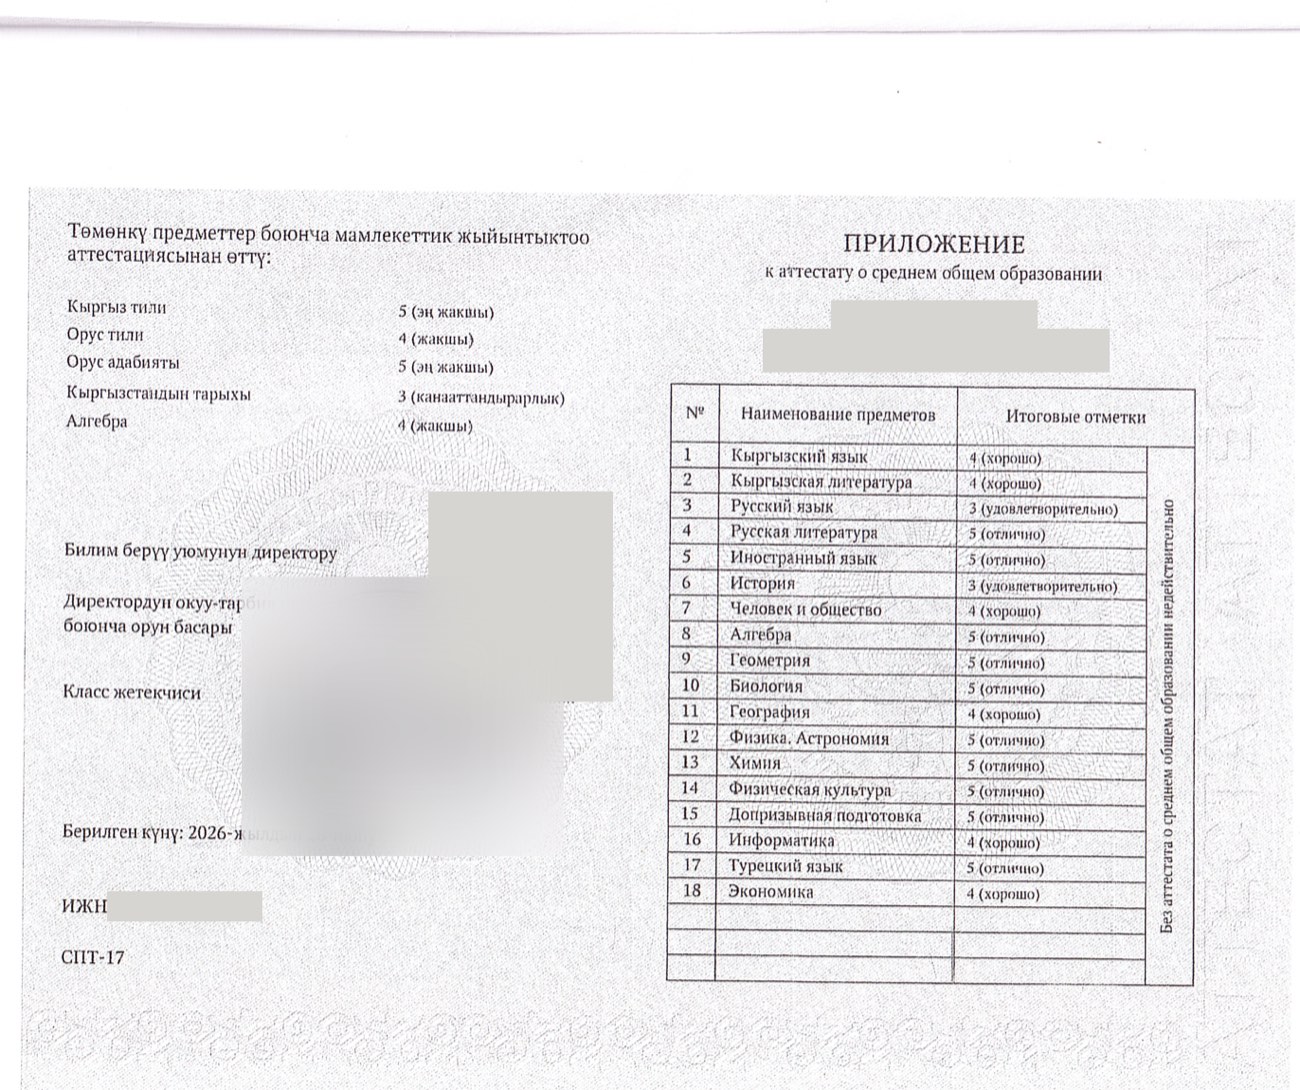 Төмөнкү предметтер боюнча мамлекеттик жыйынтыктоо
аттестациясынан өттү:
Кыргыз тили 5 (эң жакшы)
Орус тили 4 (жакшы)
Орус адабияты 5 (эң жакшы)
Кыргызстандын тарыхы 3 (канааттандырарлык)
Алгебра 4 (жакшы)
Билим берүү уюмунун директору
Директордун окуу-тар
боюнча орун басары
Класс жетекчиси
Берилген күнү: 2026-ж
ИЖН
СПТ-17
ПРИЛОЖЕНИЕ
к аттестату о среднем общем образовании
№ Наименование предметов Итоговые отметки
1 Кыргызский язык 4 (хорошо)
2 Кыргызская литература 4 (хорошо)
3 Русский язык 3 (удовлетворительно)
4 Русская литература 5 (отлично)
5 Иностранный язык 5 (отлично)
6 История 3 (удовлетворительно)
7 Человек и общество 4 (хорошо)
8 Алгебра 5 (отлично)
9 Геометрия 5 (отлично)
10 Биология 5 (отлично)
11 География 4 (хорошо)
12 Физика. Астрономия 5 (отлично)
13 Химия 5 (отлично)
14 Физическая культура 5 (отлично)
15 Допризывная подготовка 5 (отлично)
16 Информатика 4 (хорошо)
17 Турецкий язык 5 (отлично)
18 Экономика 4 (хорошо)
Без аттестата о среднем общем образовании недействительно